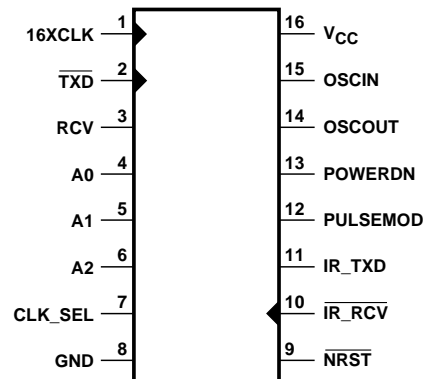 16XCLK 1 16 VCC
TXD 2 15 OSCIN
RCV 3 14 OSCOUT
A0 4 13 POWERDN
A1 5 12 PULSEMOD
A2 6 11 IR_TXD
CLK_SEL 7 10 IR_RCV
GND 8 9 NRST